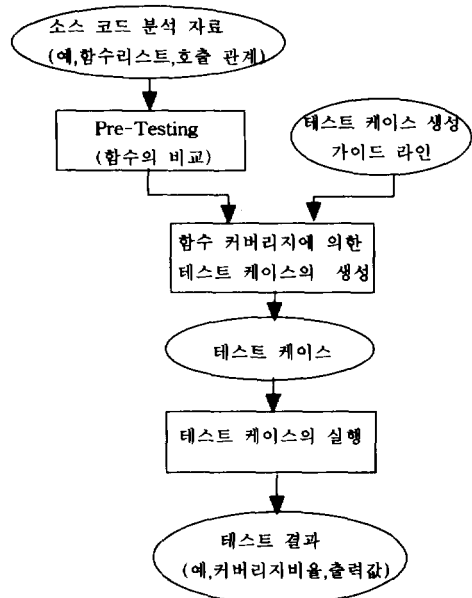 소스 코드 분석 자료
(예,함수리스트,호출 관계)
Pre-Testing
(함수의 비교)
테스트 케이스 생성
가이드 라인
함수 커버리지에 의한
테스트 케이스의 생성
테스트 케이스
테스트 케이스의 실행
테스트 결과
(예,커버리지비율,출력값)